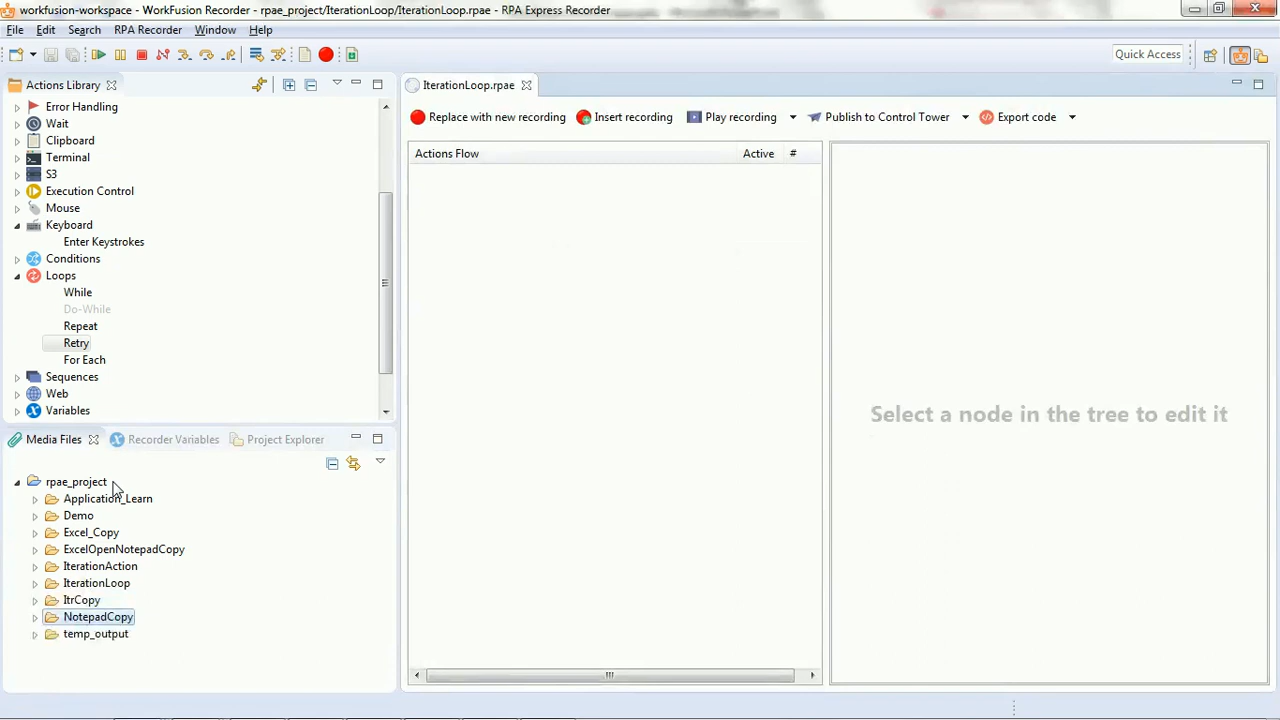 workfusion-workspace - WorkFusion Recorder - rpae_project/IterationLoop/IterationLoop.rpae - RPA Express Recorder
File Edit Search RPA Recorder Window Help
Quick Access
Actions Library
Error Handling
Wait
Clipboard
Terminal
S3
Execution Control
Mouse
Keyboard
Enter Keystrokes
Conditions
Loops
While
Do-While
Repeat
Retry
For Each
Sequences
Web
Variables
Media Files Recorder Variables Project Explorer
rpae_project
Application_Learn
Demo
Excel_Copy
ExcelOpenNotepadCopy
IterationAction
IterationLoop
ItrCopy
NotepadCopy
temp_output
IterationLoop.rpae
Replace with new recording Insert recording Play recording Publish to Control Tower Export code
Actions Flow Active #
Select a node in the tree to edit it